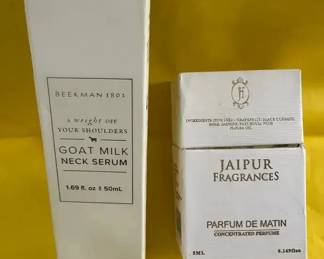 BEEKMAN 1802
a weight OFF
YOUR SHOULDERS
GOAT MILK
NECK SERUM
1.69 fl. oz 50mL
JAIPUR
FRAGRANCES
PARFUM DE MATIN
CONCENTRATED PERFUME
5ML